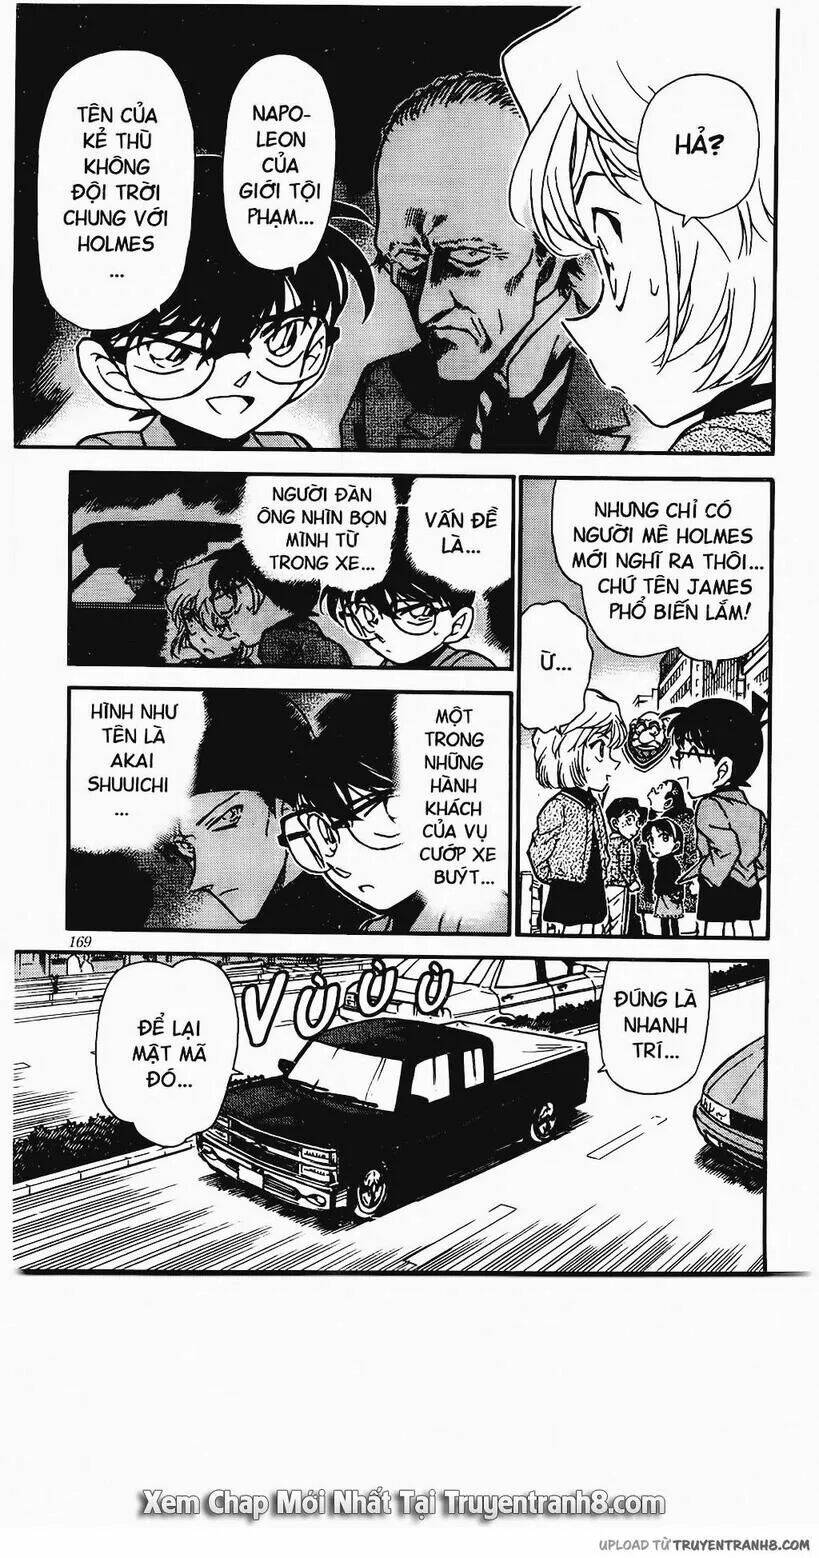 HẢ?
NAPO-
LEON
CỦA
GIỚI TỘI
PHẠM...
TÊN CỦA
KẺ THÙ
KHÔNG
ĐỘI TRỜI
CHUNG VỚI
HOLMES
...
NHƯNG CHỈ CÓ
NGƯỜI MÊ HOLMES
MỚI NGHĨ RA THÔI...
CHỨ TÊN JAMES
PHỔ BIẾN LẮM!
Ừ...
VẤN ĐỀ
LÀ...
NGƯỜI ĐÀN
ÔNG NHÌN BỌN
MÌNH TỪ
TRONG XE...
MỘT
TRONG
NHỮNG
HÀNH
KHÁCH
CỦA VỤ
CƯỚP XE
BUÝT...
HÌNH NHƯ
TÊN LÀ
AKAI
SHUUICHI
...
169
ĐÚNG LÀ
NHANH
TRÍ...
VÙÙÙ
ĐỂ LẠI
MẬT MÃ
ĐÓ...
Xem Chap Mới Nhất Tại Truyentranh8.com
UPLOAD TỪ TRUYENTRANH8.COM